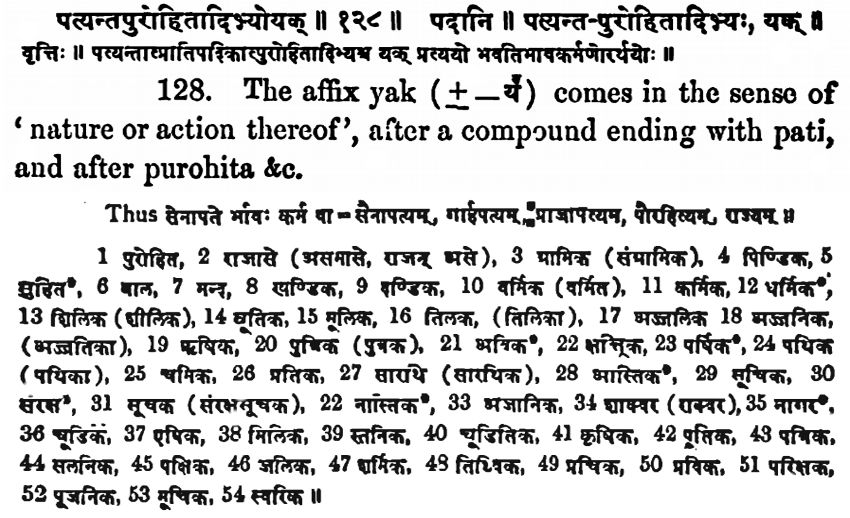 पत्यन्तपुरोहितादिभ्योयक् ॥ १२८ ॥ पदानि ॥ पत्यन्त-पुरोहितादिभ्यः, यक् ॥
वृत्तिः ॥ पत्यन्तात्प्रातिपदिकात्पुरोहितादिभ्यश्च यक् प्रत्ययो भवतिभावकर्मणोरर्थयोः ॥
128. The affix yak ( ± — र्यं ) comes in the sense of
‘ nature or action thereof’, after a compound ending with pati,
and after purohita &c.
Thus सेनापते र्भावः कर्म वा = सैनापत्यम्, गार्हपत्यम्, प्राजापत्यम, पौरोहित्यम्, राज्यम् ॥
1 पुरोहित, 2 राजासे (असमासे, राजन् असे), 3 ग्रामिक (संग्रामिक), 4 पिण्डिक, 5
सुहित*, 6 बाल, 7 मन्द, 8 खण्डिक, 9 दण्डिक, 10 वर्मिक (वर्मित), 11 कर्मिक, 12 धर्मिक*,
13 शिलिक (शीलिक), 14 सूतिक, 15 मूलिक, 16 तिलक, (तिलिका), 17 अञ्जलिक 18 अञ्जनिक,
(अञ्जतिका), 19 ऋषिक, 20 पुत्रिक (पुत्रक), 21 अविक*, 22 छत्त्रिक, 23 पर्षिक*, 24 पथिक
(पथिका), 25 चर्मिक, 26 प्रतिक, 27 सारथि (सारथिक), 28 आस्तिक*, 29 सूचिक, 30
संरक्ष*, 31 सूचक (संरक्षसूचक), 22 नास्तिक*, 33 अजानिक, 34 शाक्वर (शक्वर), 35 नागर*,
36 चूडिक, 37 एषिक, 38 मिलिक, 39 स्तनिक, 40 चूडितिक, 41 कृषिक, 42 पूतिक, 43 पत्रिक,
44 सलनिक, 45 पक्षिक, 46 जलिक, 47 शर्मिक, 48 तिथिक, 49 प्रचिक, 50 प्रविक, 51 परिक्षक,
52 पूजनिक, 53 मूचिक, 54 स्वरिक ॥